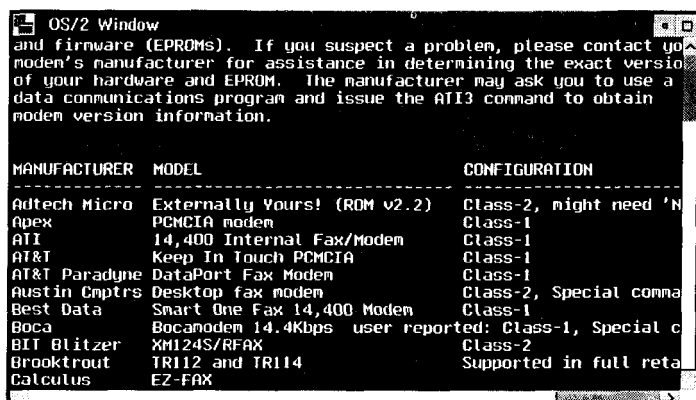 OS/2 Window
and firmware (EPROMs). If you suspect a problem, please contact yo
modem's manufacturer for assistance in determining the exact versio
of your hardware and EPROM. The manufacturer may ask you to use a
data communications program and issue the ATI3 command to obtain
modem version information.
MANUFACTURER MODEL CONFIGURATION
Adtech Micro Externally Yours! (ROM v2.2) Class-2, might need 'N
Apex PCMCIA modem Class-1
ATI 14,400 Internal Fax/Modem Class-1
AT&T Keep In Touch PCMCIA Class-1
AT&T Paradyne DataPort Fax Modem Class-1
Austin Cmptrs Desktop fax modem Class-2, Special comma
Best Data Smart One Fax 14,400 Modem Class-1
Boca Bocamodem 14.4Kbps user reported: Class-1, Special c
BIT Blitzer XM124S/RFAX Class-2
Brooktrout TR112 and TR114 Supported in full reta
Calculus EZ-FAX